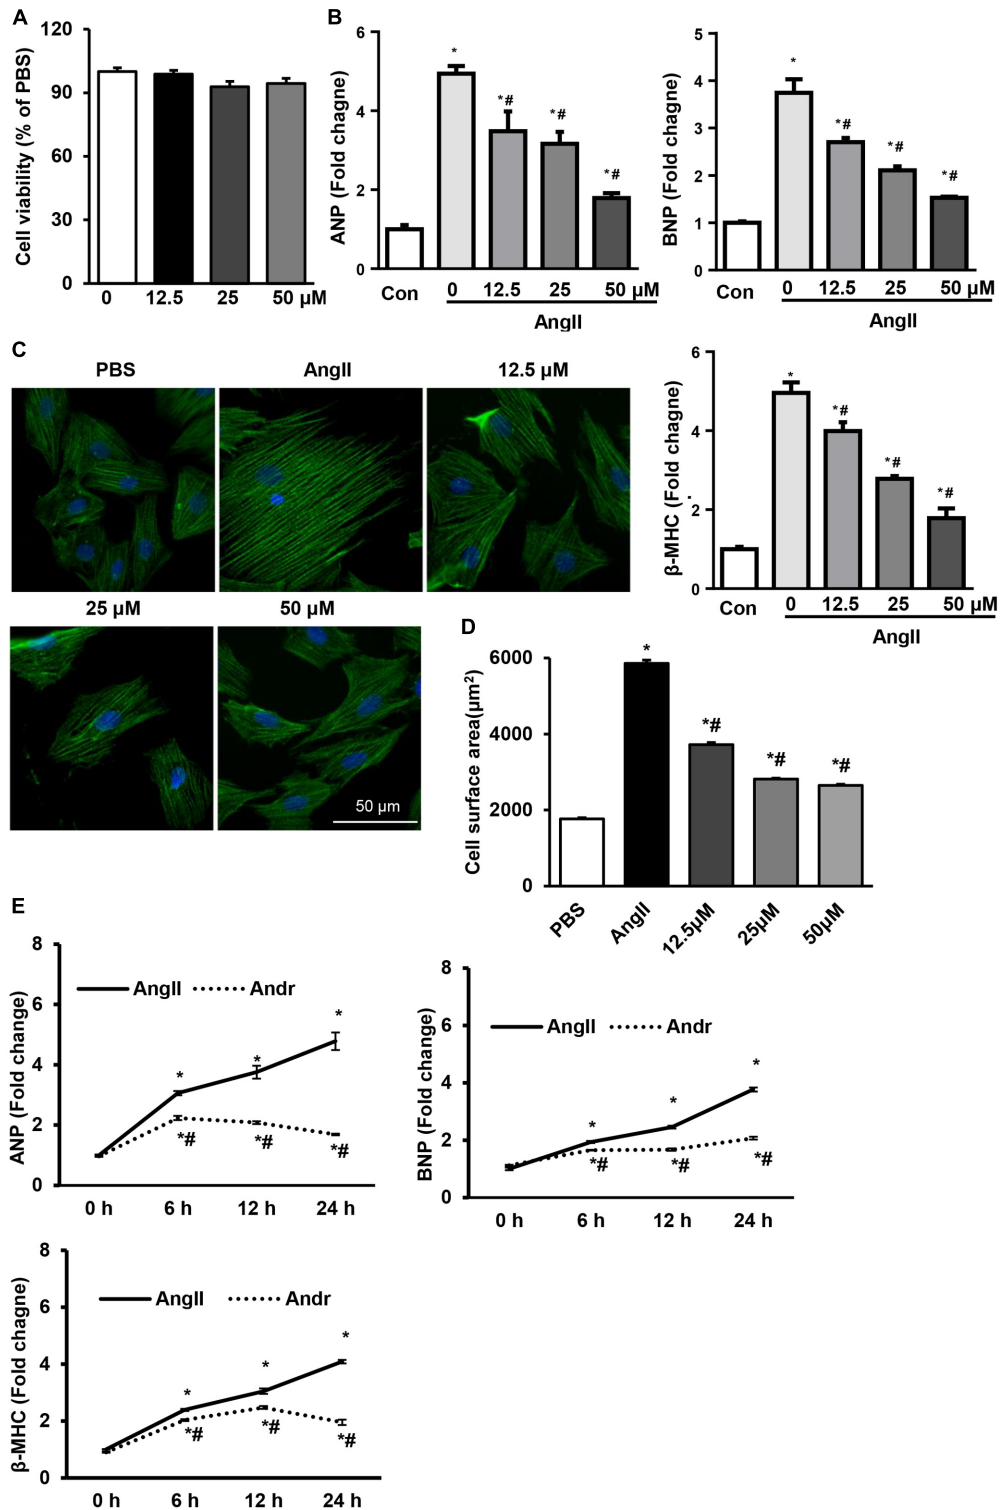 A
Cell viability (% of PBS)
120
90
60
30
0
0 12.5 25 50 μM
B
ANP (Fold chagne)
6
4
2
0
*
*#
*#
*#
Con 0 12.5 25 50 μM
AngII
BNP (Fold chagne)
5
4
3
2
1
0
*
*#
*#
*#
Con 0 12.5 25 50 μM
AngII
β-MHC (Fold chagne)
6
4
2
0
*
*#
*#
*#
Con 0 12.5 25 50 μM
AngII
C
PBS AngII 12.5 μM
25 μM 50 μM
50 μm
D
Cell surface area(μm²)
6000
4000
2000
0
*
*#
*#
*#
PBS AngII 12.5μM 25μM 50μM
E
ANP (Fold change)
8
6
4
2
0
AngII Andr
*
*
*
*#
*#
*#
0 h 6 h 12 h 24 h
BNP (Fold change)
8
6
4
2
0
AngII Andr
*
*
*
*#
*#
*#
0 h 6 h 12 h 24 h
β-MHC (Fold chagne)
8
6
4
2
0
AngII Andr
*
*
*
*#
*#
*#
0 h 6 h 12 h 24 h